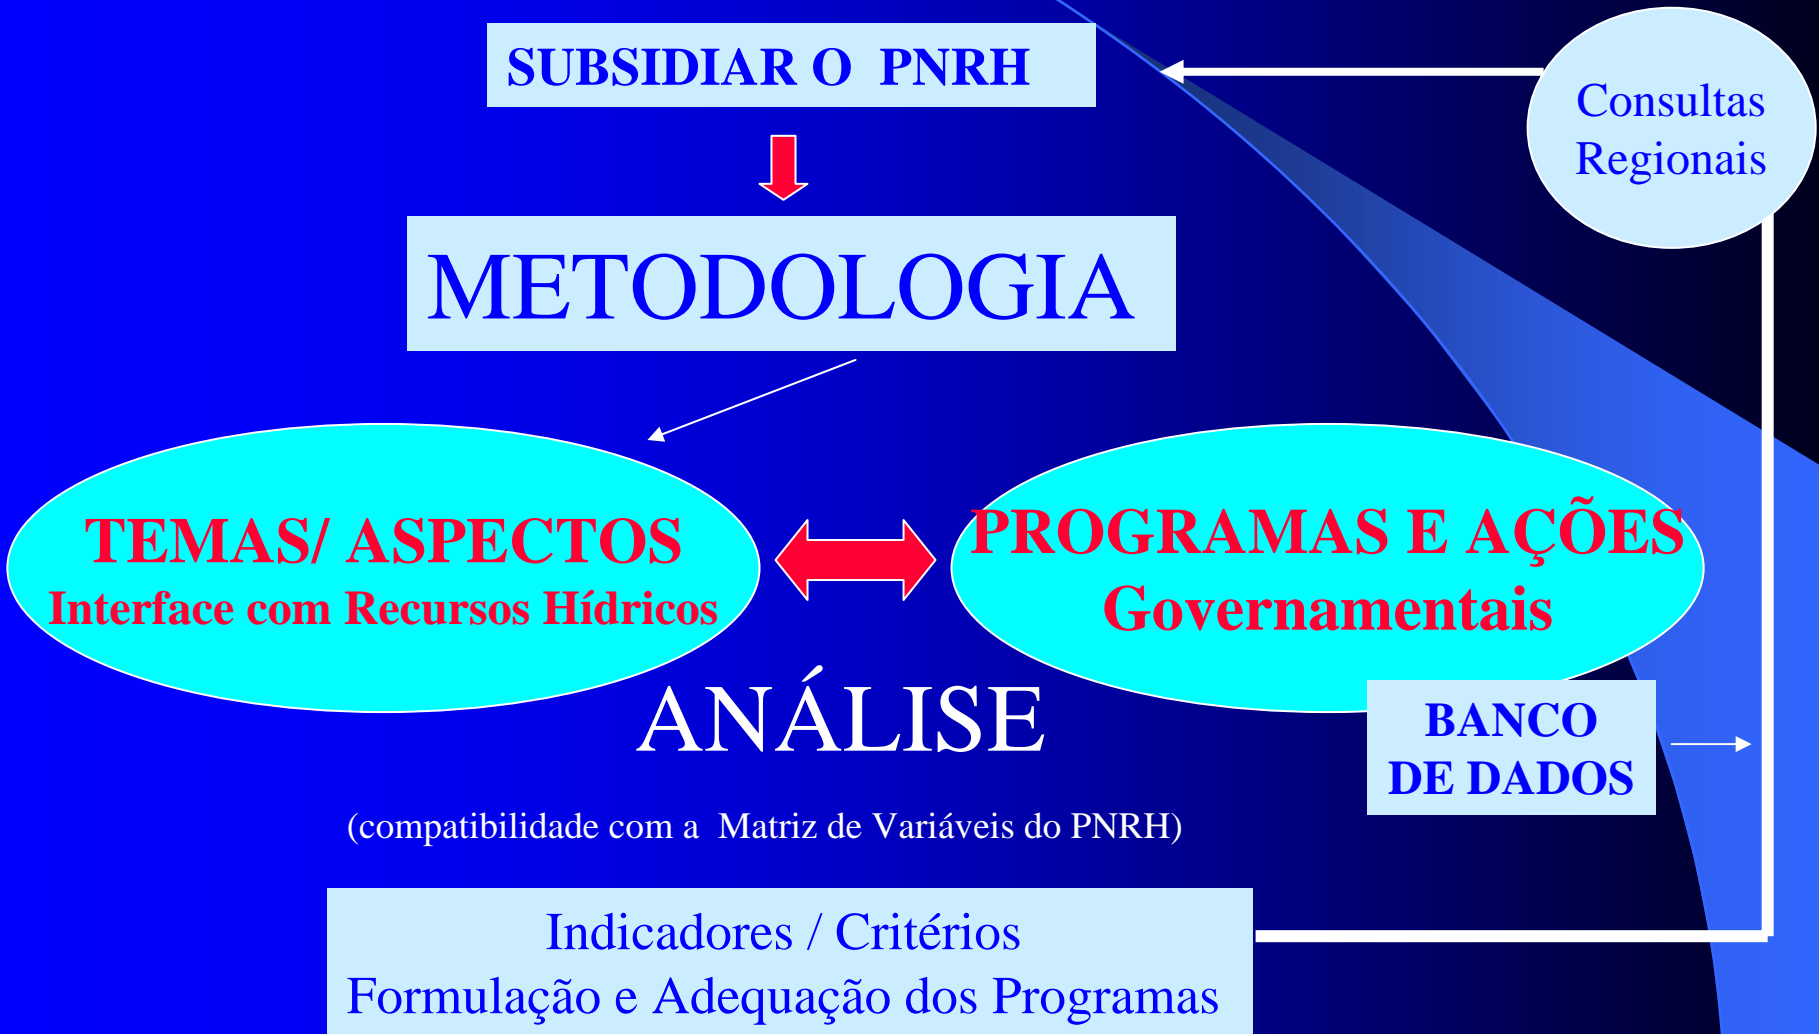 SUBSIDIAR O PNRH
Consultas
Regionais
METODOLOGIA
TEMAS/ ASPECTOS
Interface com Recursos Hídricos
PROGRAMAS E AÇÕES
Governamentais
ANÁLISE
BANCO
DE DADOS
(compatibilidade com a Matriz de Variáveis do PNRH)
Indicadores / Critérios
Formulação e Adequação dos Programas